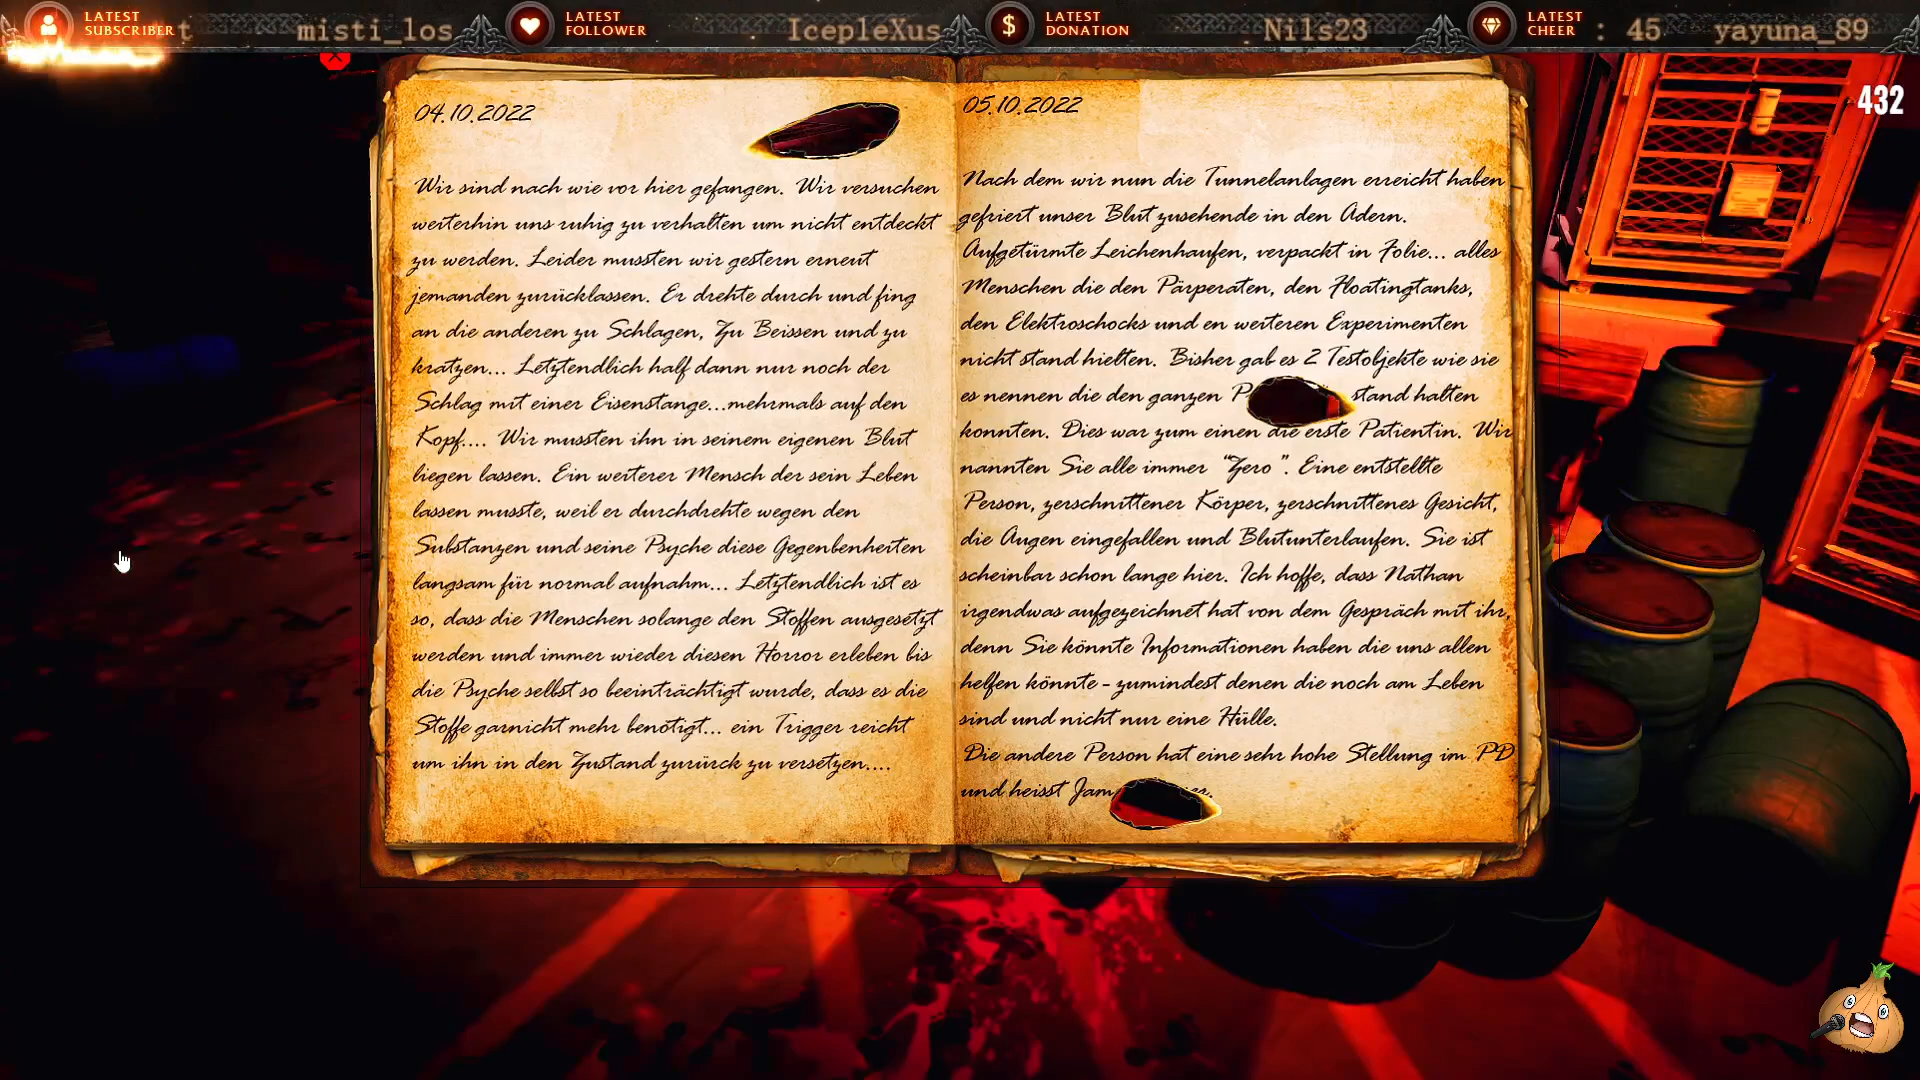 LATEST SUBSCRIBER
t misti_los
LATEST FOLLOWER
IcepleXus
LATEST DONATION
Nils23
LATEST CHEER
: 45 yayuna_89
432
04.10.2022
Wir sind nach wie vor hier gefangen. Wir versuchen
weiterhin uns ruhig zu verhalten um nicht entdeckt
zu werden. Leider mussten wir gestern erneut
jemanden zurücklassen. Er drehte durch und fing
an die anderen zu Schlagen, Zu Beissen und zu
kratzen... Letztendlich half dann nur noch der
Schlag mit einer Eisenstange...mehrmals auf den
Kopf.... Wir mussten ihn in seinem eigenen Blut
liegen lassen. Ein weiterer Mensch der sein Leben
lassen musste, weil er durchdrehte wegen den
Substanzen und seine Psyche diese Gegenbenheiten
langsam für normal aufnahm... Letztendlich ist es
so, dass die Menschen solange den Stoffen ausgesetzt
werden und immer wieder diesen Horror erleben bis
die Psyche selbst so beeinträchtigt wurde, dass es die
Stoffe garnicht mehr benötigt... ein Trigger reicht
um ihn in den Zustand zurürck zu versetzen....
05.10.2022
Nach dem wir nun die Tunnelanlagen erreicht haben
gefriert unser Blut zusehende in den Adern.
Aufgetürmte Leichenhaufen, verpackt in Folie... alles
Menschen die den Pärperaten, den Floatingtanks,
den Elektroschocks und en weiteren Experimenten
nicht stand hielten. Bisher gab es 2 Testobjekte wie sie
es nennen die den ganzen P stand halten
konnten. Dies war zum einen die erste Patientin. Wir
nannten Sie alle immer "Zero". Eine entstellte
Person, zerschnittener Körper, zerschnittenes Gesicht,
die Augen eingefallen und Blutunterlaufen. Sie ist
scheinbar schon lange hier. Ich hoffe, dass Nathan
irgendwas aufgezeichnet hat von dem Gespräch mit ihr,
denn Sie könnte Informationen haben die uns allen
helfen könnte - zumindest denen die noch am Leben
sind und nicht nur eine Hülle.
Die andere Person hat eine sehr hohe Stellung im PD
und heisst Jam